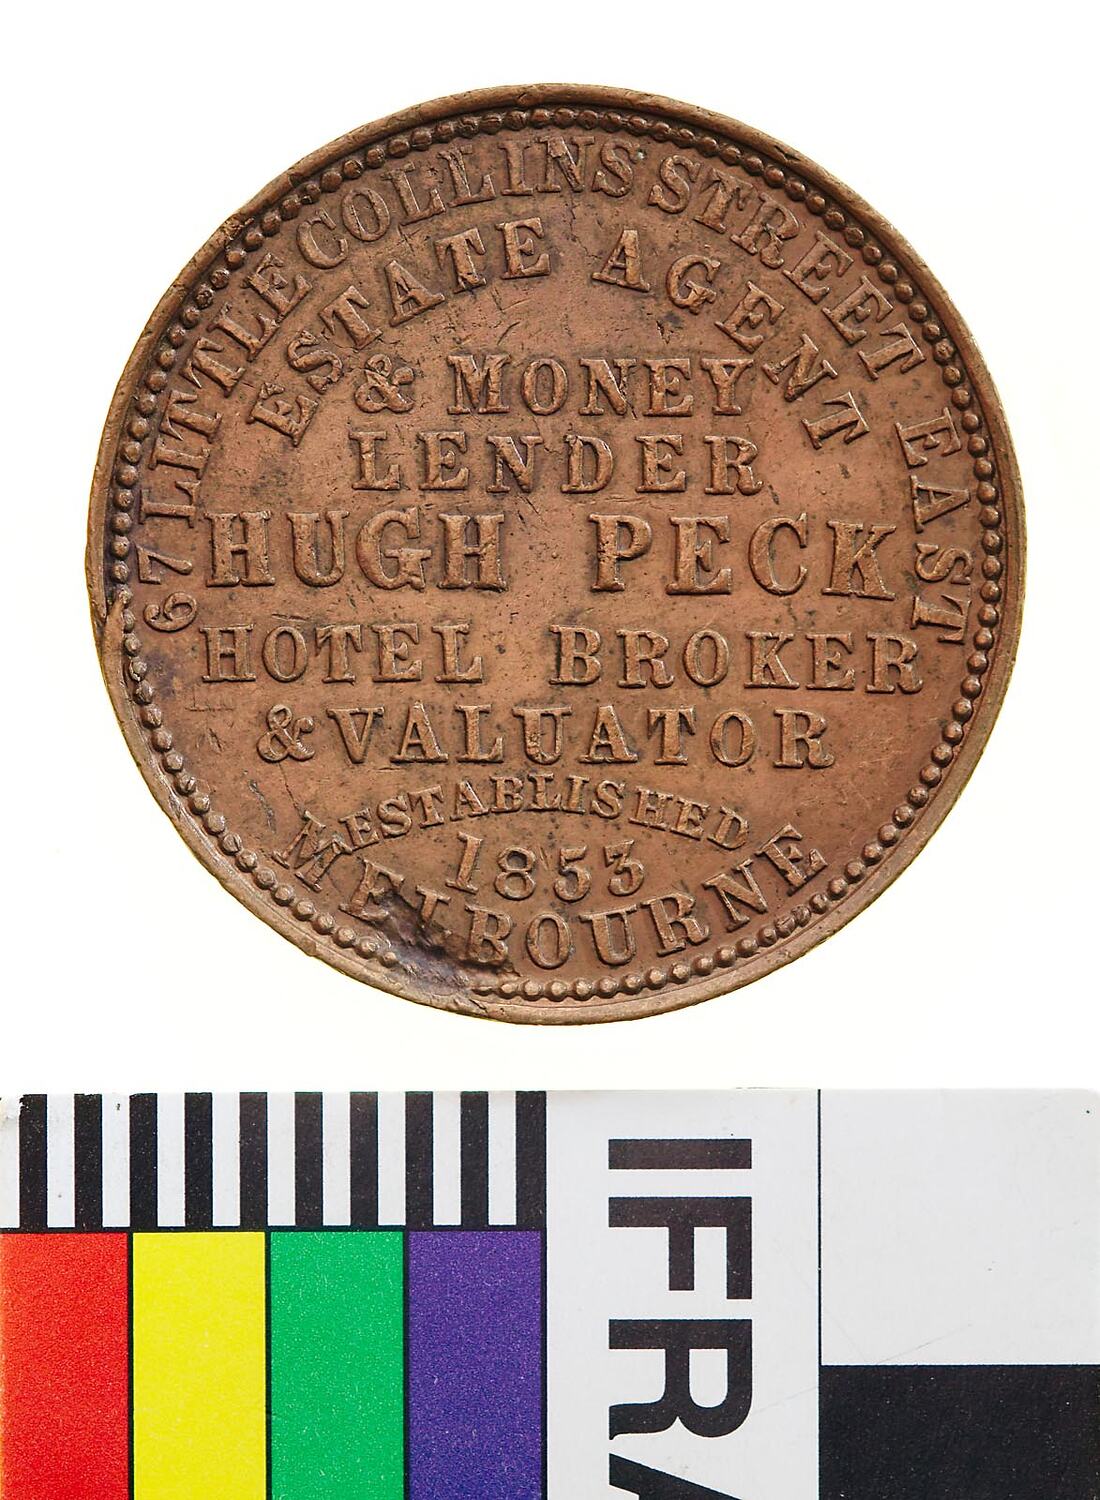 67 LITTLE COLLINS STREET EAST
ESTATE AGENT
& MONEY
LENDER
HUGH PECK
HOTEL BROKER
& VALUATOR
ESTABLISHED
1853
MELBOURNE
IFRA